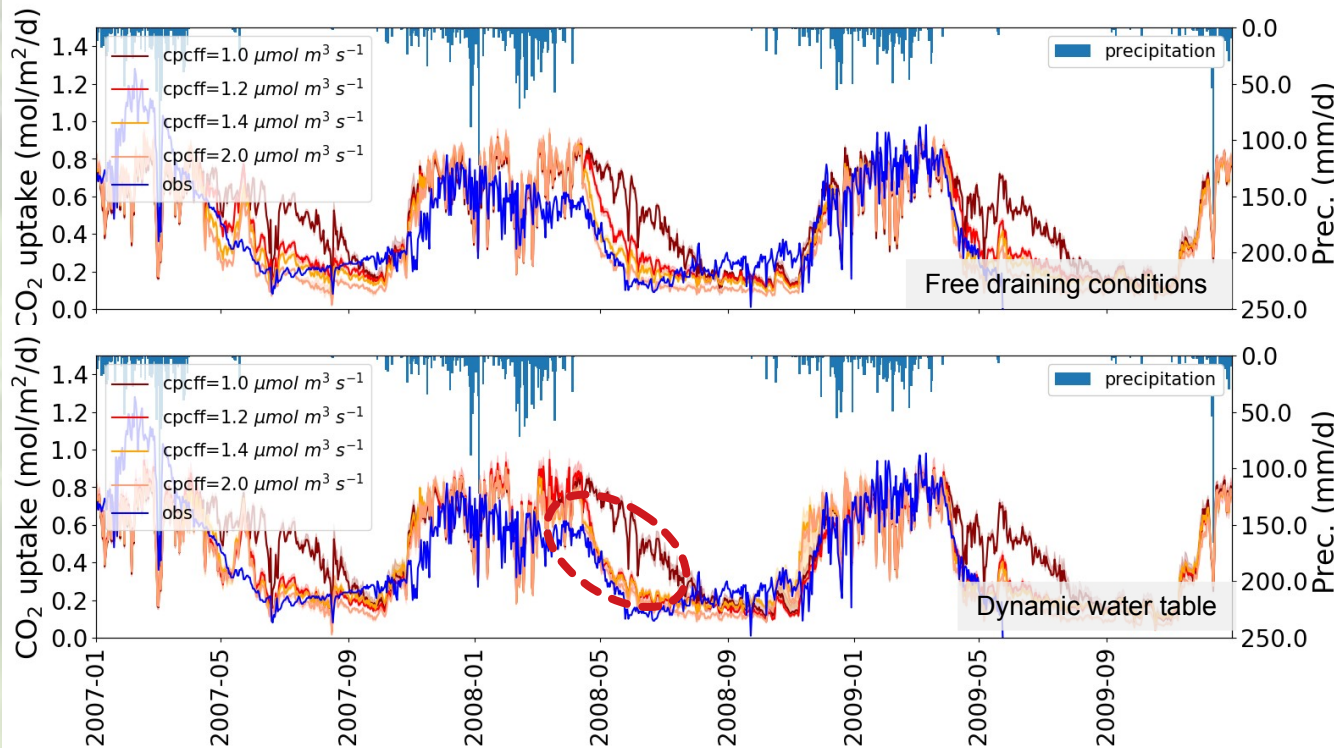 CO2 uptake (mol/m2/d)
1.4
1.2
1.0
0.8
0.6
0.4
0.2
0.0
cpcff=1.0 μmol m3 s−1
cpcff=1.2 μmol m3 s−1
cpcff=1.4 μmol m3 s−1
cpcff=2.0 μmol m3 s−1
obs
precipitation
Free draining conditions
0.0
50.0
100.0
150.0
200.0
250.0
Prec. (mm/d)
CO2 uptake (mol/m2/d)
1.4
1.2
1.0
0.8
0.6
0.4
0.2
0.0
cpcff=1.0 μmol m3 s−1
cpcff=1.2 μmol m3 s−1
cpcff=1.4 μmol m3 s−1
cpcff=2.0 μmol m3 s−1
obs
precipitation
Dynamic water table
0.0
50.0
100.0
150.0
200.0
250.0
Prec. (mm/d)
2007-01
2007-05
2007-09
2008-01
2008-05
2008-09
2009-01
2009-05
2009-09